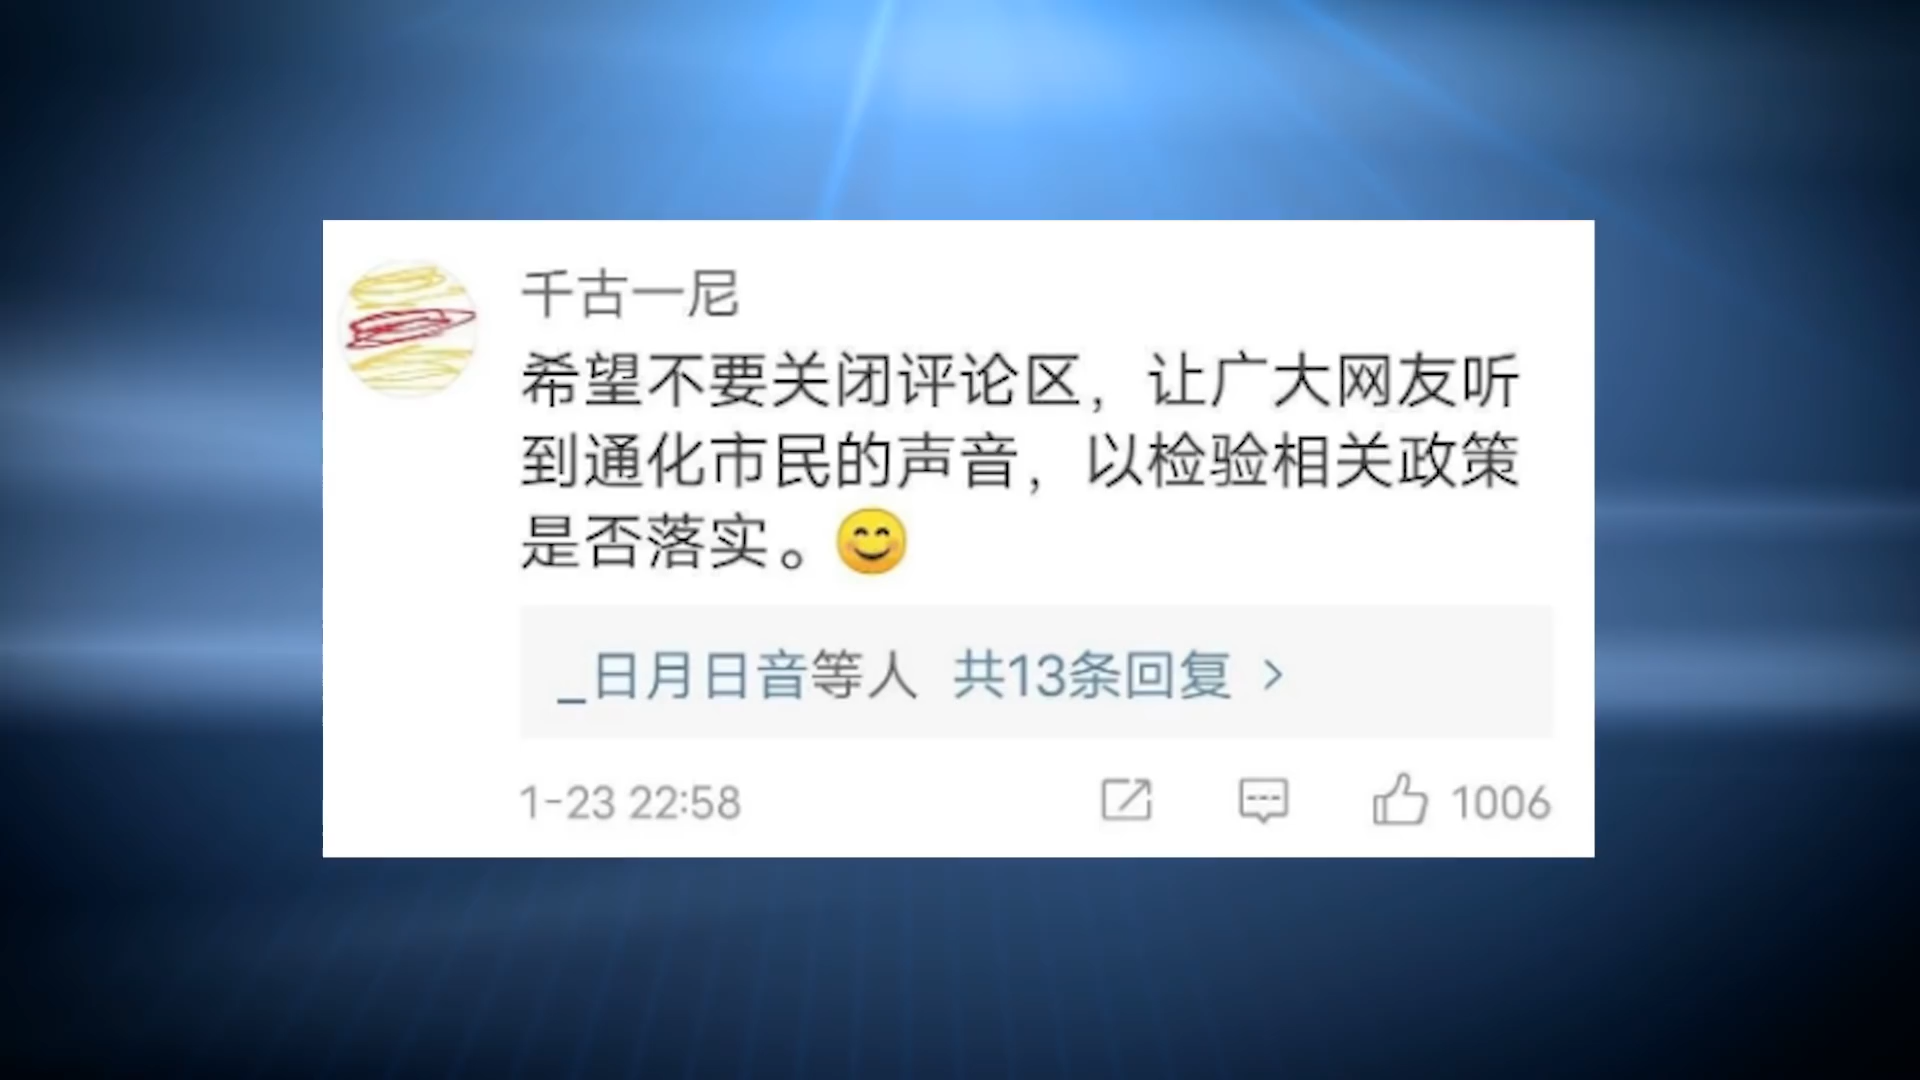 千古一尼
希望不要关闭评论区，让广大网友听
到通化市民的声音，以检验相关政策
是否落实。😊
_日月日音等人 共13条回复 >
1-23 22:58
1006